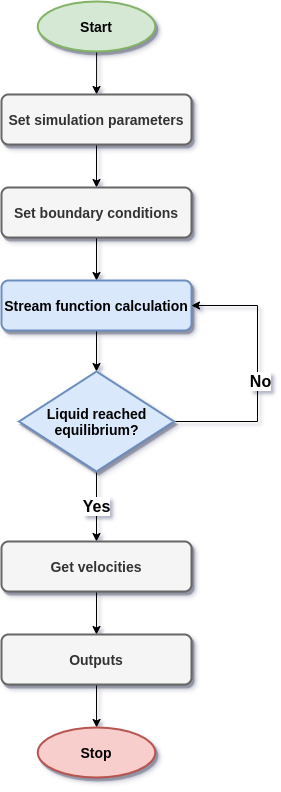 Start
Set simulation parameters
Set boundary conditions
Stream function calculation
Liquid reached
equilibrium?
No
Yes
Get velocities
Outputs
Stop